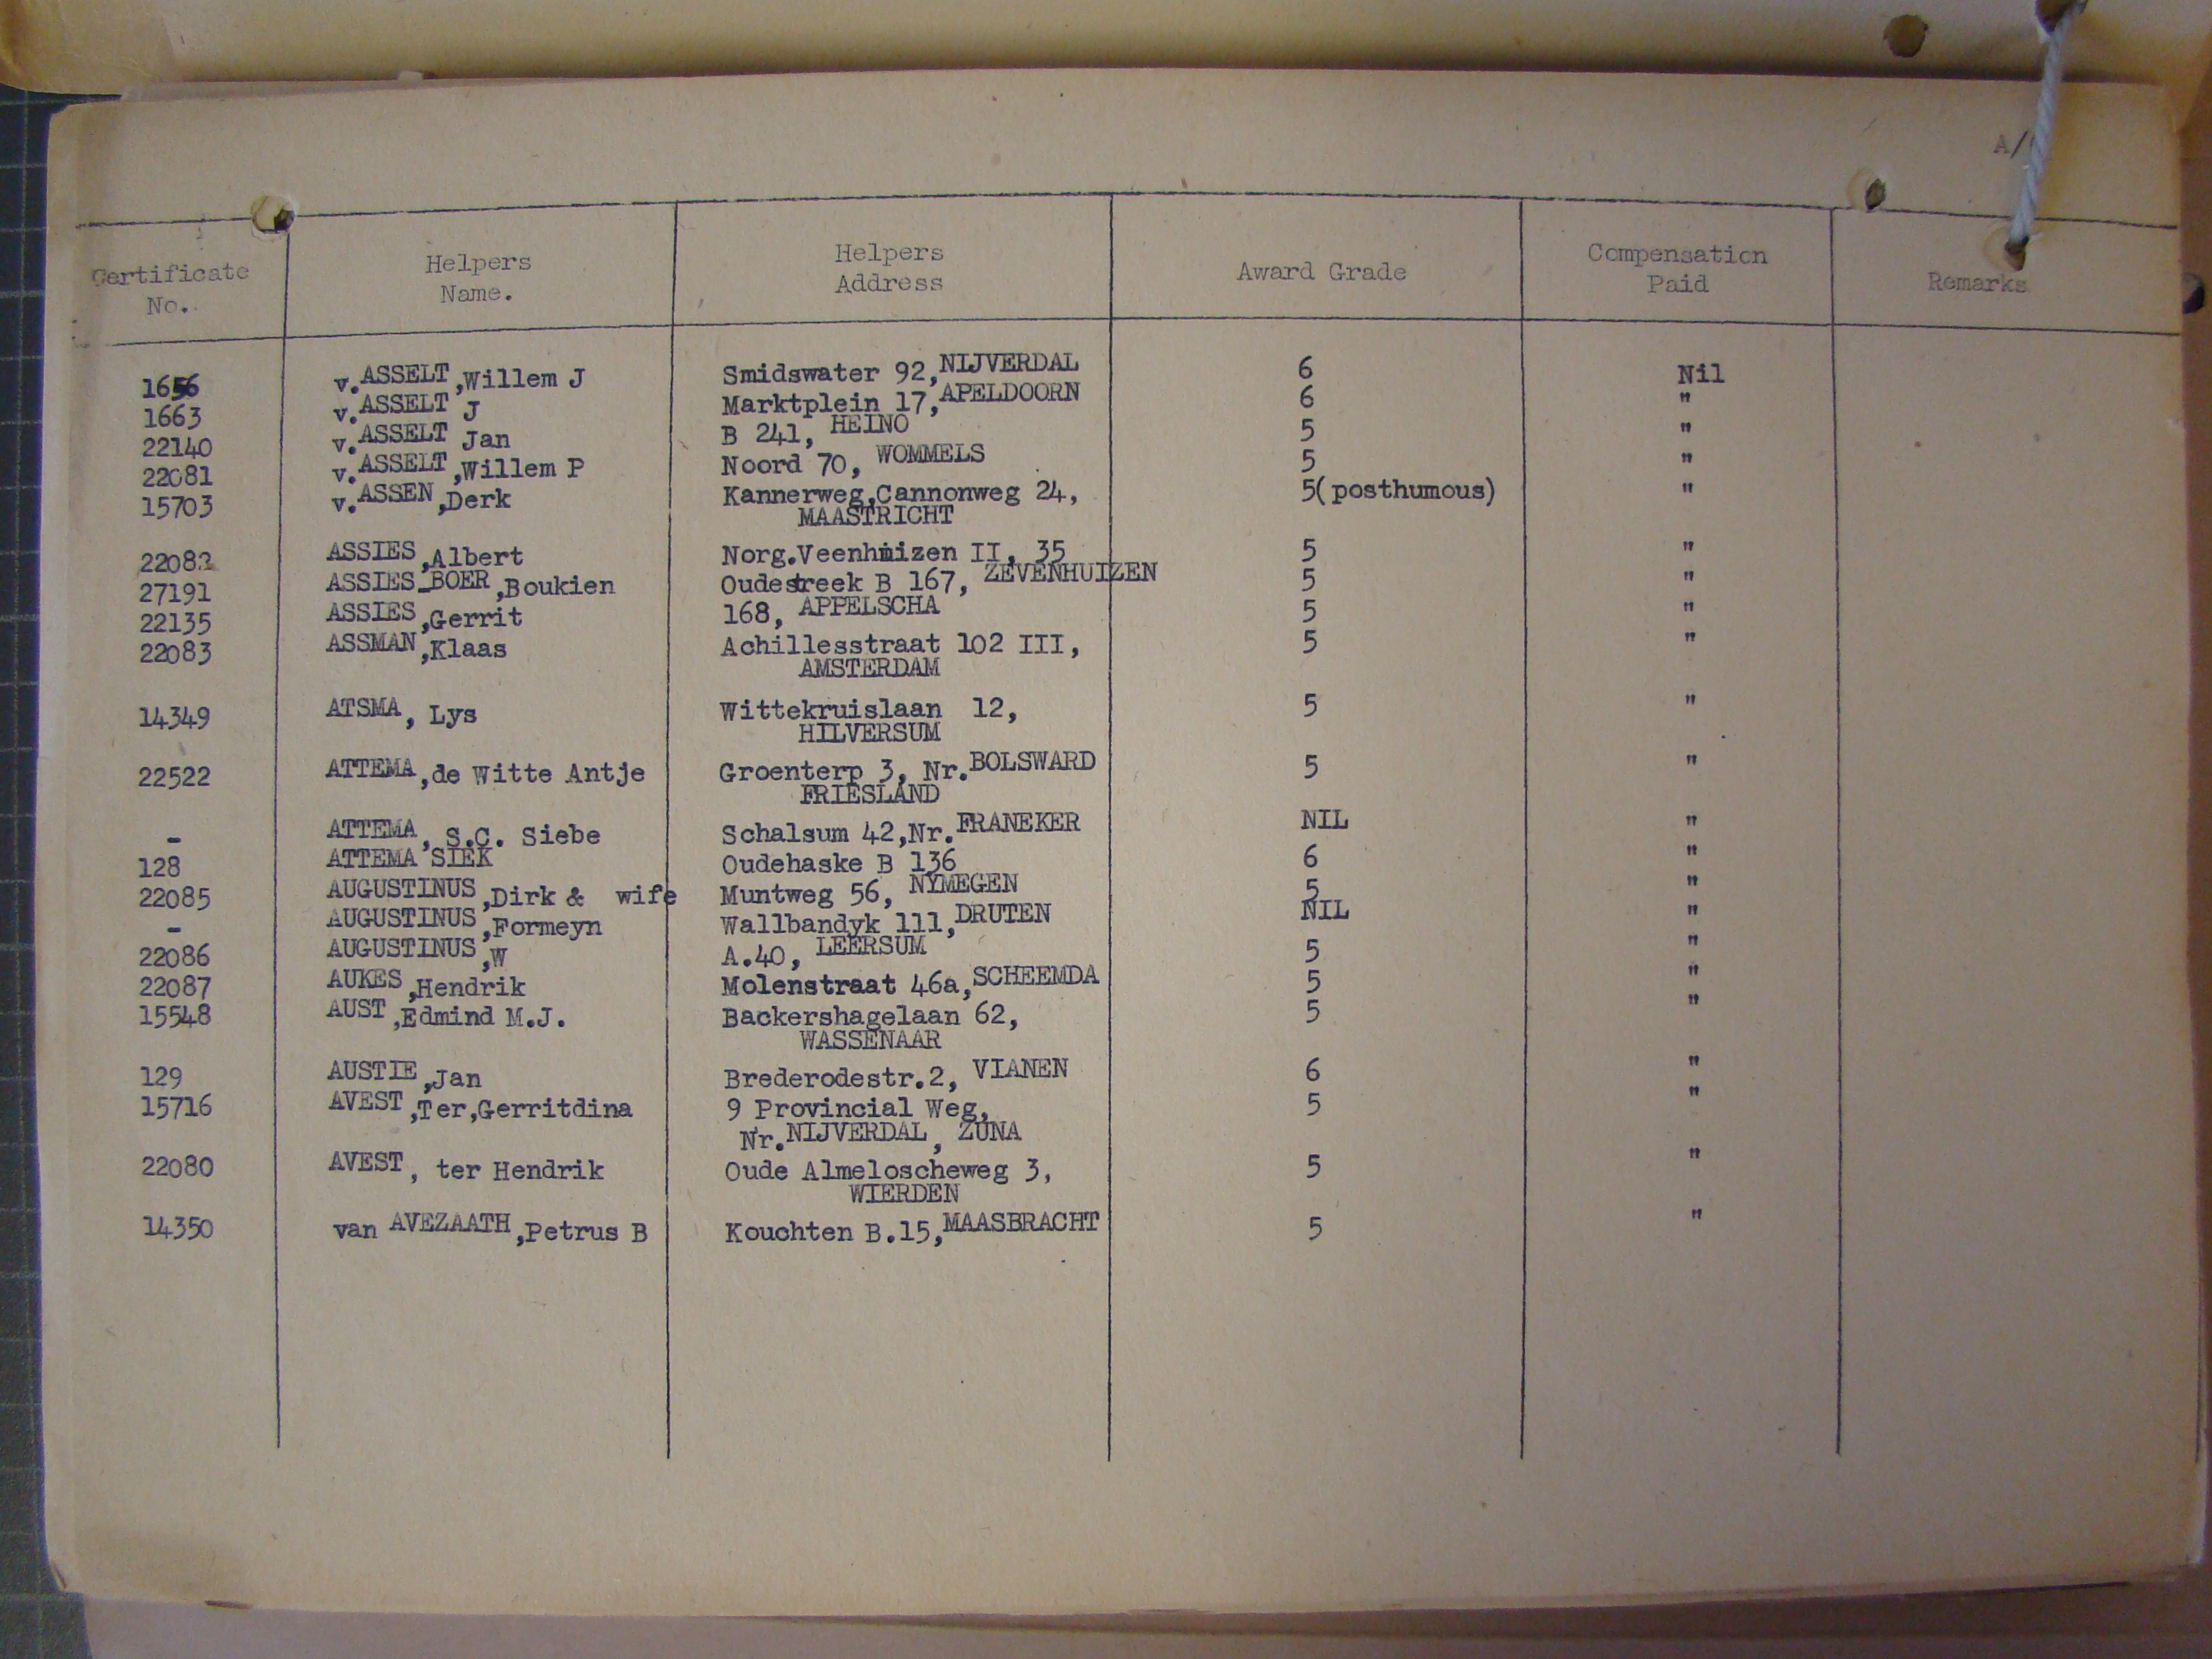 A/
Certificate No. Helpers Name. Helpers Address Award Grade Compensation Paid Remarks
1656 v.ASSELT,Willem J Smidswater 92,NIJVERDAL 6 Nil
1663 v.ASSELT J Marktplein 17,APELDOORN 6 "
22140 v.ASSELT Jan B 241, HEINO 5 "
22081 v.ASSELT,Willem P Noord 70, WOMMELS 5 "
15703 v.ASSEN,Derk Kannerweg,Cannonweg 24, 5(posthumous) "
MAASTRICHT
22082 ASSIES,Albert Norg.Veenhuizen II, 35 5 "
27191 ASSIES-BOER,Boukien Oudestreek B 167, ZEVENHUIZEN 5 "
22135 ASSIES,Gerrit 168, APPELSCHA 5 "
22083 ASSMAN,Klaas Achillesstraat 102 III, 5 "
AMSTERDAM
14349 ATSMA, Lys Wittekruislaan 12, 5 "
HILVERSUM
22522 ATTEMA,de Witte Antje Groenterp 3, Nr.BOLSWARD 5 "
FRIESLAND
- ATTEMA, S.C. Siebe Schalsum 42,Nr.FRANEKER NIL "
128 ATTEMA SIEK Oudehaske B 136 6 "
22085 AUGUSTINUS,Dirk & wife Muntweg 56, NYMEGEN 5 "
- AUGUSTINUS,Formeyn Wallbandyk 111,DRUTEN NIL "
22086 AUGUSTINUS,W A.40, LEERSUM 5 "
22087 AUKES,Hendrik Molenstraat 46a,SCHEEMDA 5 "
15548 AUST,Edmind M.J. Backershagelaan 62, 5 "
WASSENAAR
129 AUSTIE,Jan Brederodestr.2, VIANEN 6 "
15716 AVEST,Ter,Gerritdina 9 Provincial Weg, 5 "
Nr.NIJVERDAL, ZUNA
22080 AVEST, ter Hendrik Oude Almeloscheweg 3, 5 "
WIERDEN
14350 van AVEZAATH,Petrus B Kouchten B.15,MAASBRACHT 5 "